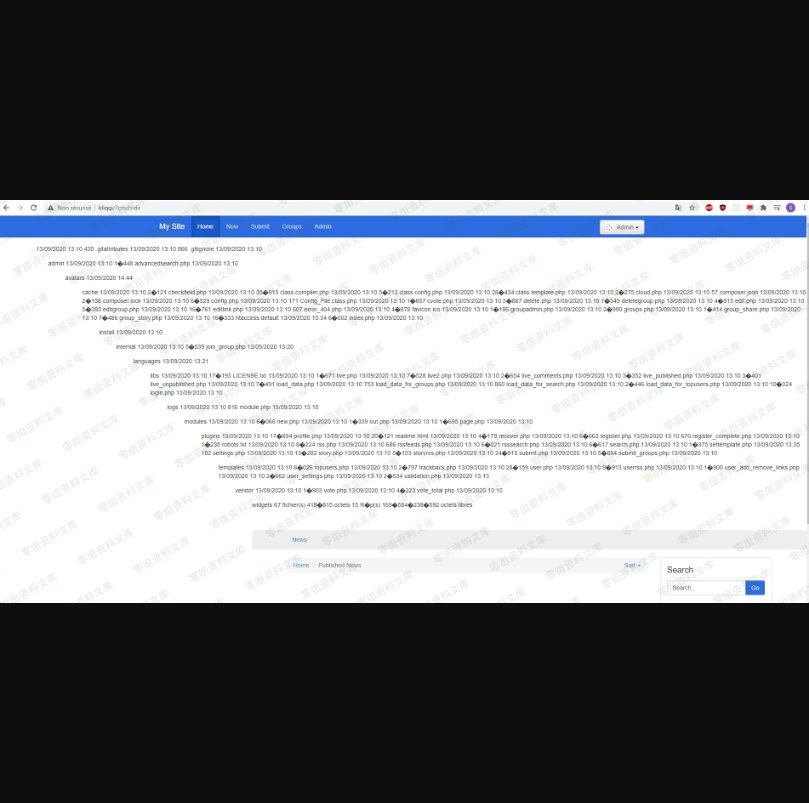 Non sécurisé | kliqqi/?cmd=dir
My Site Home New Submit Groups Admin Admin
.. 13/09/2020 13:10 435 .gitattributes 13/09/2020 13:10 866 .gitignore 13/09/2020 13:10
admin 13/09/2020 13:10 1�448 advancedsearch.php 13/09/2020 13:10
avatars 13/09/2020 14:44
cache 13/09/2020 13:10 2�121 checkfield.php 13/09/2020 13:10 35�915 class.compiler.php 13/09/2020 13:10 5�212 class.config.php 13/09/2020 13:10 28�434 class.template.php 13/09/2020 13:10 2�275 cloud.php 13/09/2020 13:10 57 composer.json 13/09/2020 13:10
2�158 composer.lock 13/09/2020 13:10 6�829 config.php 13/09/2020 13:10 171 Config_File.class.php 13/09/2020 13:10 1�657 cvote.php 13/09/2020 13:10 5�687 delete.php 13/09/2020 13:10 1�049 deletegroup.php 13/09/2020 13:10 4�915 edit.php 13/09/2020 13:10
5�383 editgroup.php 13/09/2020 13:10 16�761 editlink.php 13/09/2020 13:10 607 error_404.php 13/09/2020 13:10 4�878 favicon.ico 13/09/2020 13:10 1�186 groupadmin.php 13/09/2020 13:10 2�990 groups.php 13/09/2020 13:10 1�414 group_share.php 13/09/2020
13:10 7�486 group_story.php 13/09/2020 13:10 16�333 htaccess.default 13/09/2020 15:34 6�002 index.php 13/09/2020 13:10
install 13/09/2020 13:10
internal 13/09/2020 13:10 5�539 join_group.php 13/09/2020 13:20
languages 13/09/2020 13:21
libs 13/09/2020 13:10 17�193 LICENSE.txt 13/09/2020 13:10 1�671 live.php 13/09/2020 13:10 7�628 live2.php 13/09/2020 13:10 2�654 live_comments.php 13/09/2020 13:10 3�352 live_published.php 13/09/2020 13:10 3�401
live_unpublished.php 13/09/2020 13:10 7�491 load_data.php 13/09/2020 13:10 753 load_data_for_groups.php 13/09/2020 13:10 860 load_data_for_search.php 13/09/2020 13:10 2�446 load_data_for_topusers.php 13/09/2020 13:10 10�324
login.php 13/09/2020 13:10
logs 13/09/2020 13:10 816 module.php 13/09/2020 13:10
modules 13/09/2020 13:10 6�066 new.php 13/09/2020 13:10 1�339 out.php 13/09/2020 13:10 1�695 page.php 13/09/2020 13:10
plugins 13/09/2020 13:10 17�894 profile.php 13/09/2020 13:10 20�121 readme.html 13/09/2020 13:10 4�179 recover.php 13/09/2020 13:10 6�663 register.php 13/09/2020 13:10 670 register_complete.php 13/09/2020 13:10
1�236 robots.txt 13/09/2020 13:10 8�224 rss.php 13/09/2020 13:10 695 rssfeeds.php 13/09/2020 13:10 6�021 rsssearch.php 13/09/2020 13:10 6�617 search.php 13/09/2020 13:10 1�375 settemplate.php 13/09/2020 13:35
182 settings.php 13/09/2020 13:10 13�282 story.php 13/09/2020 13:10 5�153 storyrss.php 13/09/2020 13:10 24�913 submit.php 13/09/2020 13:10 5�684 submit_groups.php 13/09/2020 13:10
templates 13/09/2020 13:10 6�026 topusers.php 13/09/2020 13:10 2�797 trackback.php 13/09/2020 13:10 28�159 user.php 13/09/2020 13:10 9�913 userrss.php 13/09/2020 13:10 1�900 user_add_remove_links.php
13/09/2020 13:10 2�662 user_settings.php 13/09/2020 13:10 2�634 validation.php 13/09/2020 13:13
vendor 13/09/2020 13:10 1�903 vote.php 13/09/2020 13:10 4�223 vote_total.php 13/09/2020 13:10
widgets 67 fichier(s) 418�815 octets 15 R�p(s) 169�684�238�592 octets libres
News
Home / Published News Sort
Search
Search.. Go
零组资料文库